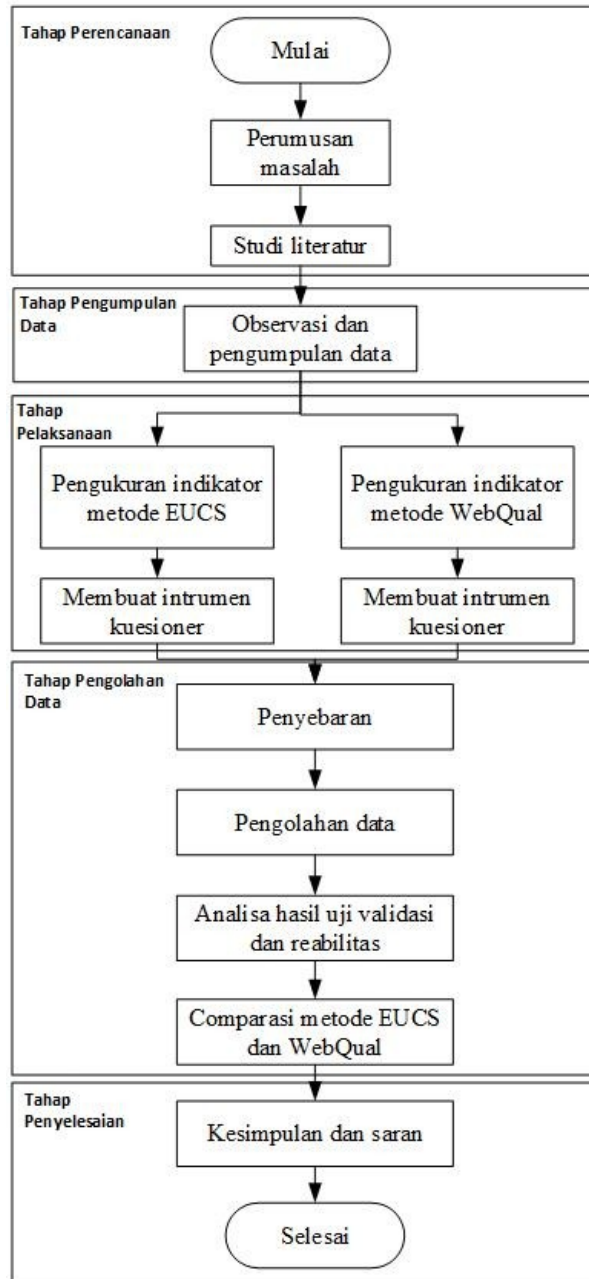 Tahap Perencanaan
Mulai
Perumusan
masalah
Studi literatur
Tahap Pengumpulan
Data
Observasi dan
pengumpulan data
Tahap
Pelaksanaan
Pengukuran indikator
metode EUCS
Pengukuran indikator
metode WebQual
Membuat intrumen
kuesioner
Membuat intrumen
kuesioner
Tahap Pengolahan
Data
Penyebaran
Pengolahan data
Analisa hasil uji validasi
dan reabilitas
Comparasi metode EUCS
dan WebQual
Tahap
Penyelesaian
Kesimpulan dan saran
Selesai